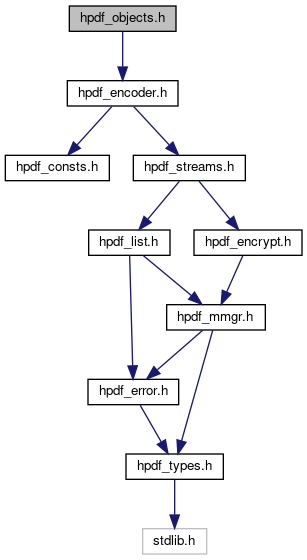 hpdf_objects.h
hpdf_encoder.h
hpdf_consts.h
hpdf_streams.h
hpdf_list.h
hpdf_encrypt.h
hpdf_mmgr.h
hpdf_error.h
hpdf_types.h
stdlib.h